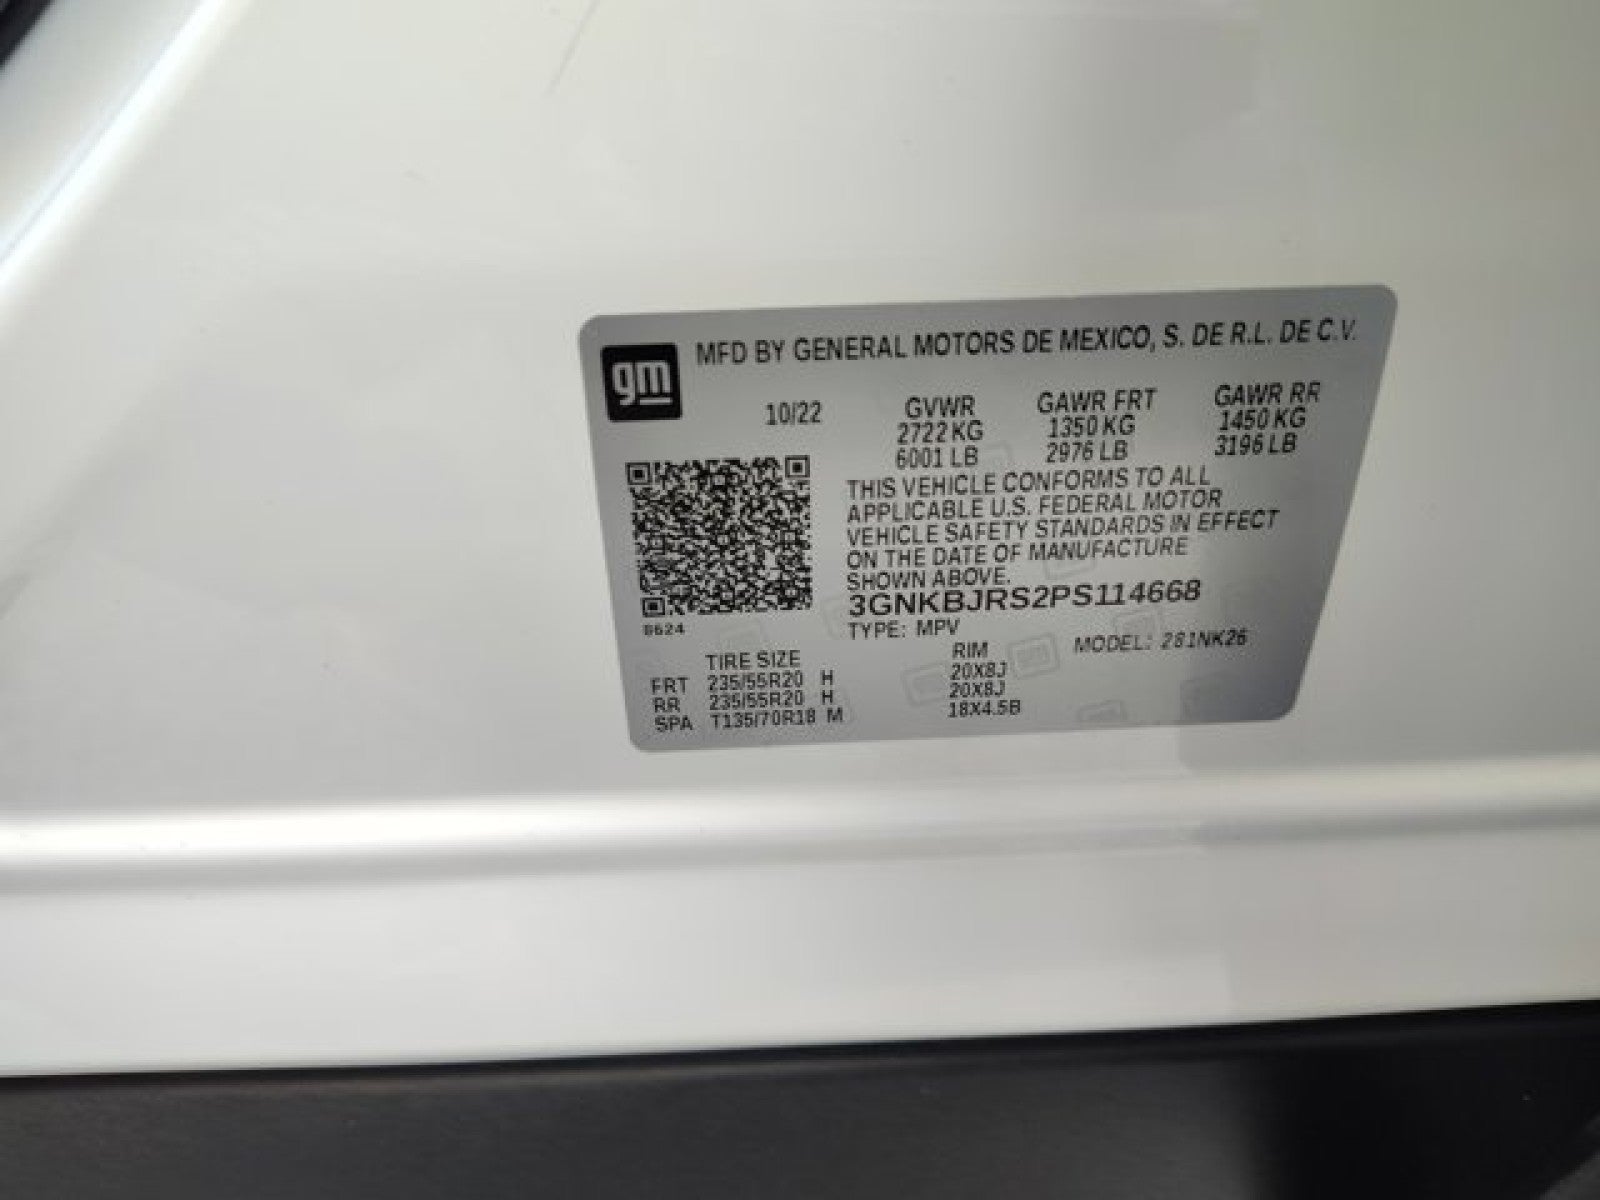 gm
MFD BY GENERAL MOTORS DE MEXICO, S. DE R.L. DE C.V.
10/22 GVWR GAWR FRT GAWR RR
2722 KG 1350 KG 1450 KG
6001 LB 2976 LB 3196 LB
THIS VEHICLE CONFORMS TO ALL
APPLICABLE U.S. FEDERAL MOTOR
VEHICLE SAFETY STANDARDS IN EFFECT
ON THE DATE OF MANUFACTURE
SHOWN ABOVE.
3GNKBJRS2PS114668
8624 TYPE: MPV MODEL: 281NK26
TIRE SIZE RIM
FRT 235/55R20 H 20X8J
RR 235/55R20 H 20X8J
SPA T135/70R18 M 18X4.5B